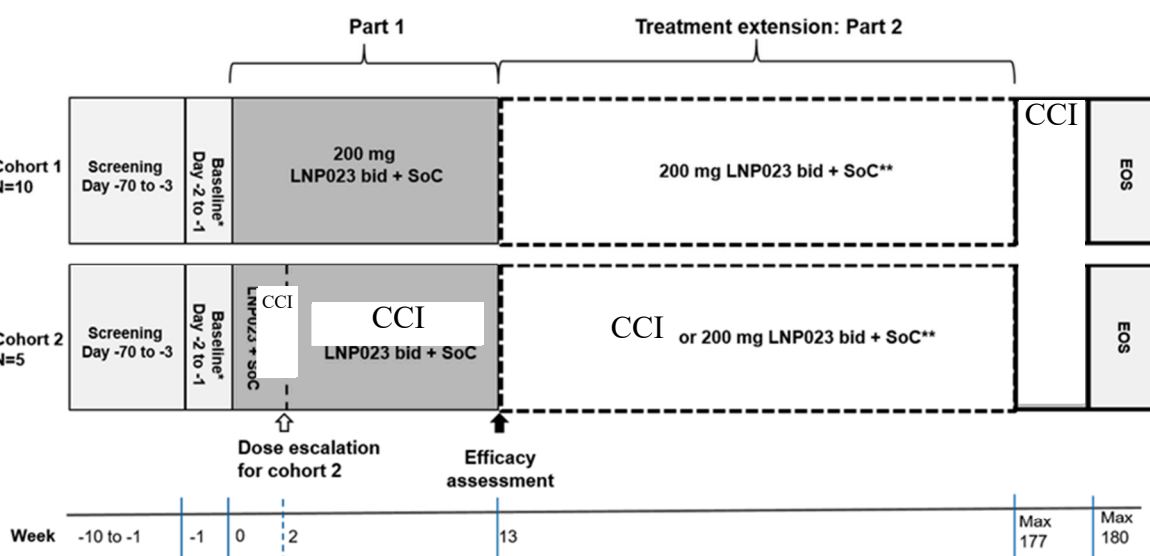 Part 1
Treatment extension: Part 2
Cohort 1
N=10
Screening
Day -70 to -3
Baseline*
Day -2 to -1
200 mg
LNP023 bid + SoC
200 mg LNP023 bid + SoC**
CCI
EOS
Cohort 2
N=5
Screening
Day -70 to -3
Baseline*
Day -2 to -1
LNP023 + SoC
CCI
CCI
LNP023 bid + SoC
CCI or 200 mg LNP023 bid + SoC**
EOS
Dose escalation
for cohort 2
Efficacy
assessment
Week -10 to -1 -1 0 2 13 Max
177 Max
180